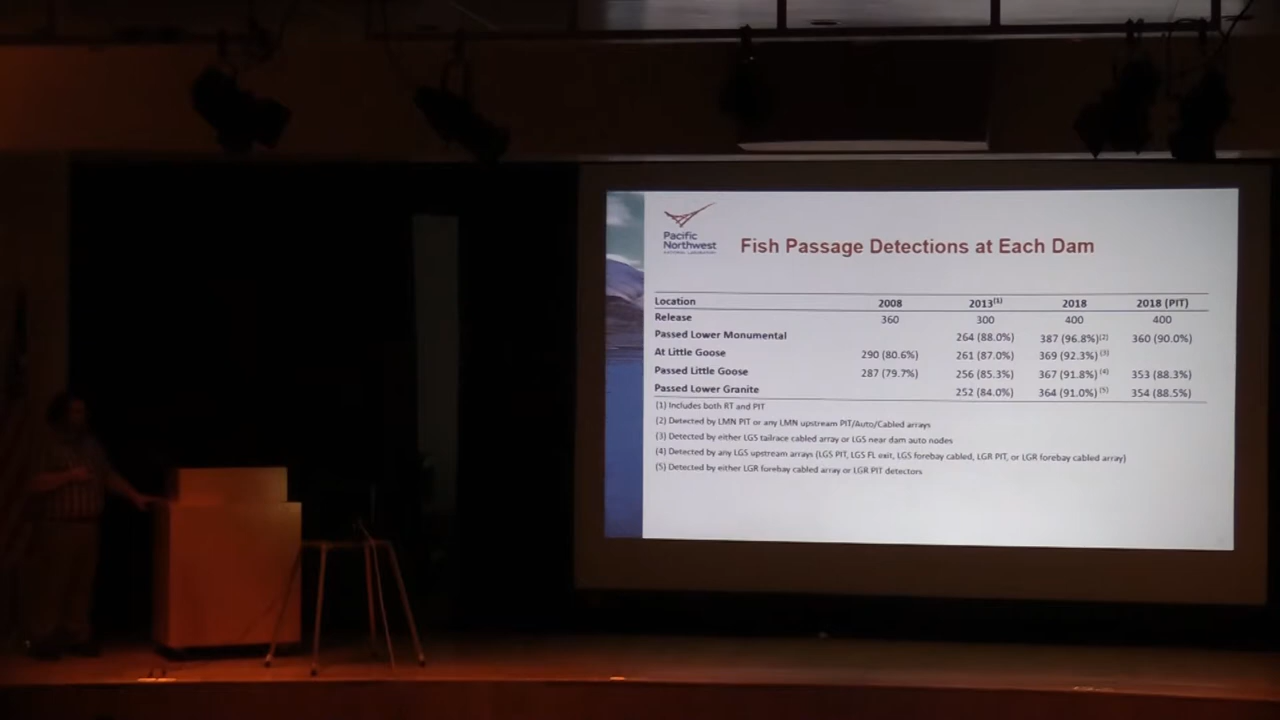 Pacific
Northwest
NATIONAL LABORATORY
Fish Passage Detections at Each Dam
Location 2008 2013(1) 2018 2018 (PIT)
Release 360 300 400 400
Passed Lower Monumental 264 (88.0%) 387 (96.8%)(2) 360 (90.0%)
At Little Goose 290 (80.6%) 261 (87.0%) 369 (92.3%)(3)
Passed Little Goose 287 (79.7%) 256 (85.3%) 367 (91.8%)(4) 353 (88.3%)
Passed Lower Granite 252 (84.0%) 364 (91.0%)(5) 354 (88.5%)
(1) Includes both RT and PIT
(2) Detected by LMN PIT or any LMN upstream PIT/Auto/Cabled arrays
(3) Detected by either LGS tailrace cabled array or LGS near dam auto nodes
(4) Detected by any LGS upstream arrays (LGS PIT, LGS FL exit, LGS forebay cabled, LGR PIT, or LGR forebay cabled array)
(5) Detected by either LGR forebay cabled array or LGR PIT detectors